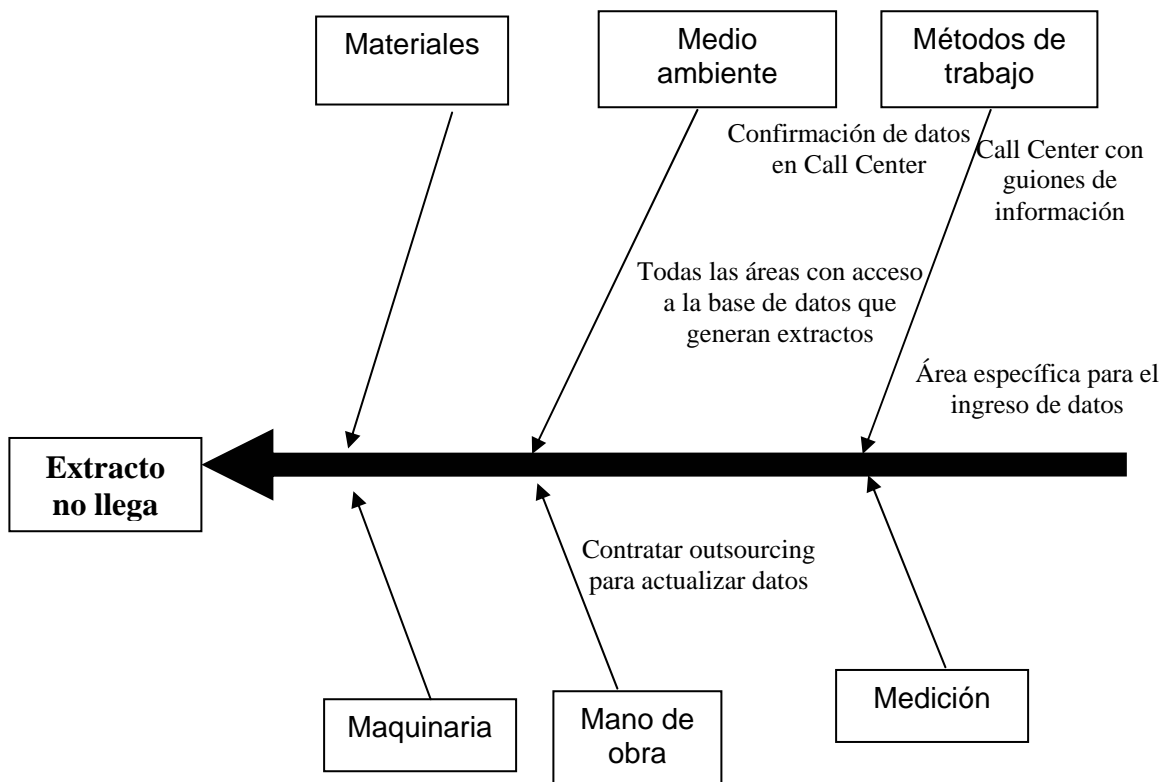 Materiales
Medio
ambiente
Métodos de
trabajo
Confirmación de datos
en Call Center
Call Center con
guiones de
información
Todas las áreas con acceso
a la base de datos que
generan extractos
Área específica para el
ingreso de datos
Extracto
no llega
Contratar outsourcing
para actualizar datos
Maquinaria
Mano de
obra
Medición